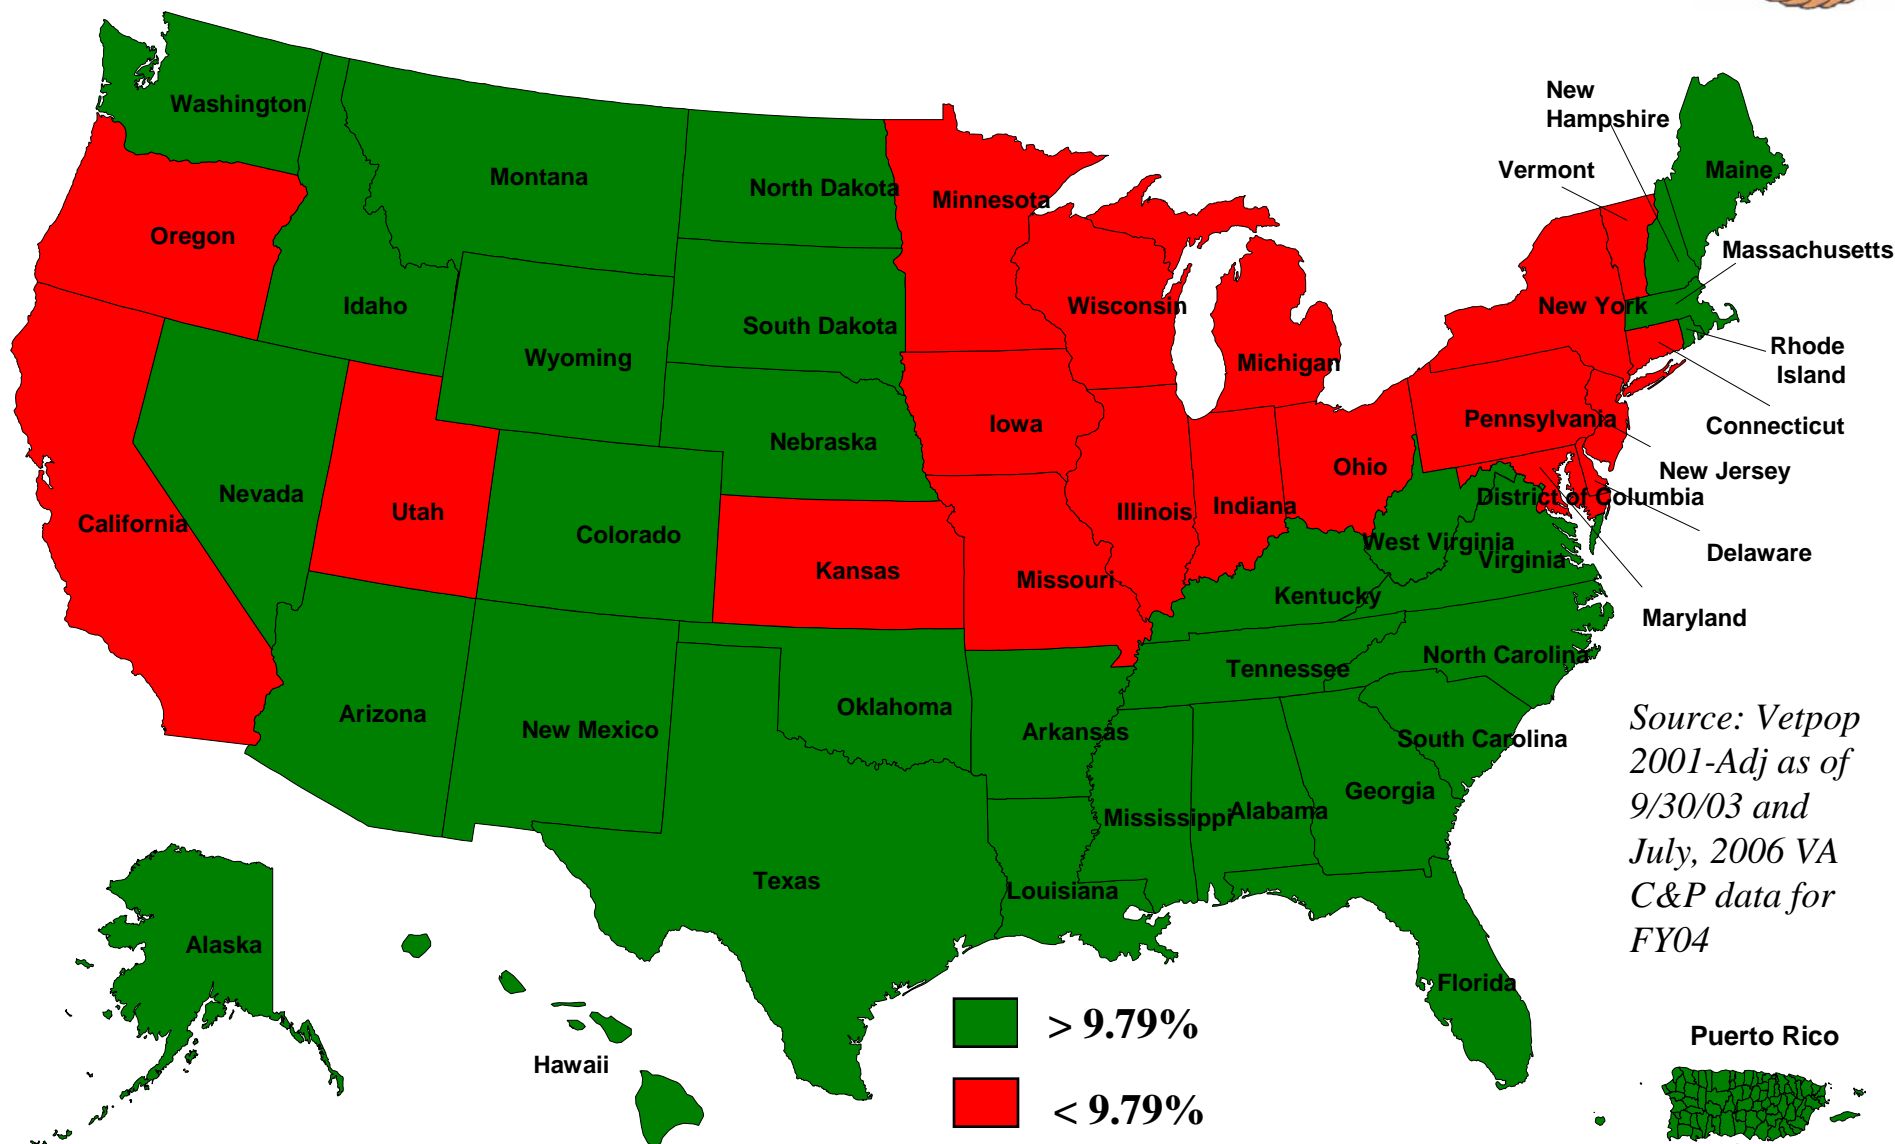 Washington
Montana
North Dakota
Minnesota
New
Hampshire
Vermont
Maine
Oregon
Idaho
Wyoming
South Dakota
Wisconsin
Michigan
New York
Massachusetts
Rhode
Island
Connecticut
Nebraska
Iowa
Pennsylvania
New Jersey
Nevada
Utah
California
Colorado
Kansas
Missouri
Illinois
Indiana
Ohio
District of Columbia
West Virginia
Virginia
Delaware
Maryland
Kentucky
Tennessee
North Carolina
Arizona
New Mexico
Oklahoma
Arkansas
South Carolina
Mississippi
Alabama
Georgia
Texas
Louisiana
Florida
Alaska
Hawaii
Source: Vetpop
2001-Adj as of
9/30/03 and
July, 2006 VA
C&P data for
FY04
> 9.79%
< 9.79%
Puerto Rico